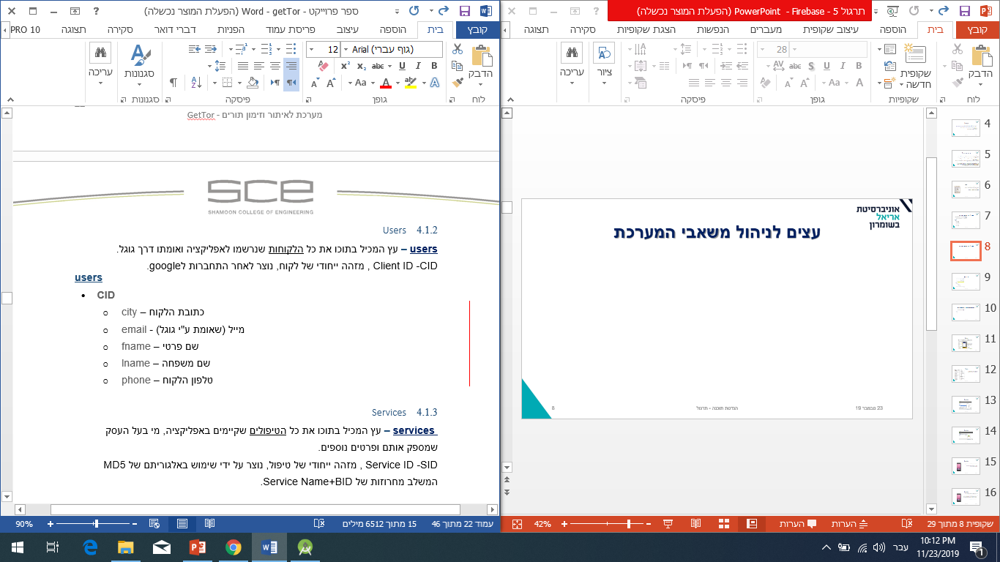 ספר פרוייקט - Word - getTor (הפעלת המוצר נכשלה)
קובץ בית הוספה עיצוב פריסת עמוד הפניות דברי דואר סקירה תצוגה PRO 10
הדבק
Arial (גוף עברי) 12
סגנונות
עריכה
לוח גופן פיסקה סגנונות
מערכת לאיתור וזימון תורים - GetTor
sce
SHAMOON COLLEGE OF ENGINEERING
4.1.2 Users
users – עץ המכיל בתוכו את כל הלקוחות שנרשמו לאפליקציה ואומתו דרך גוגל.
Client ID -CID , מזהה ייחודי של לקוח, נוצר לאחר התחברות לgoogle.
users
• CID
o city – כתובת הלקוח
o email - מייל (שאומת ע"י גוגל)
o fname – שם פרטי
o lname – שם משפחה
o phone – טלפון הלקוח
4.1.3 Services
services – עץ המכיל בתוכו את כל הטיפולים שקיימים באפליקציה, מי בעל העסק
שמספק אותם ופרטים נוספים.
Service ID -SID , מזהה ייחודי של טיפול, נוצר על ידי שימוש באלגוריתם של MD5
המשלב מחרוזות של Service Name+BID.
עמוד 22 מתוך 46 15 מתוך 6512 מילים 90%
תרגול 5 - PowerPoint - Firebase (הפעלת המוצר נכשלה)
קובץ בית הוספה עיצוב שקופית מעברים הנפשות הצגת שקופיות סקירה תצוגה
הדבק
שקופית
חדשה
28
ציור
עריכה
לוח שקופיות גופן פיסקה
4
5
6
7
8
9
10
11
12
13
14
15
16
אוניברסיטת
אריאל
בשומרון
עצים לניהול משאבי המערכת
23 נובמבר 19
הנדסת תוכנה - תרגול
8
שקופית 8 מתוך 29 הערות הערות 42%
עבר
10:12 PM
11/23/2019
1